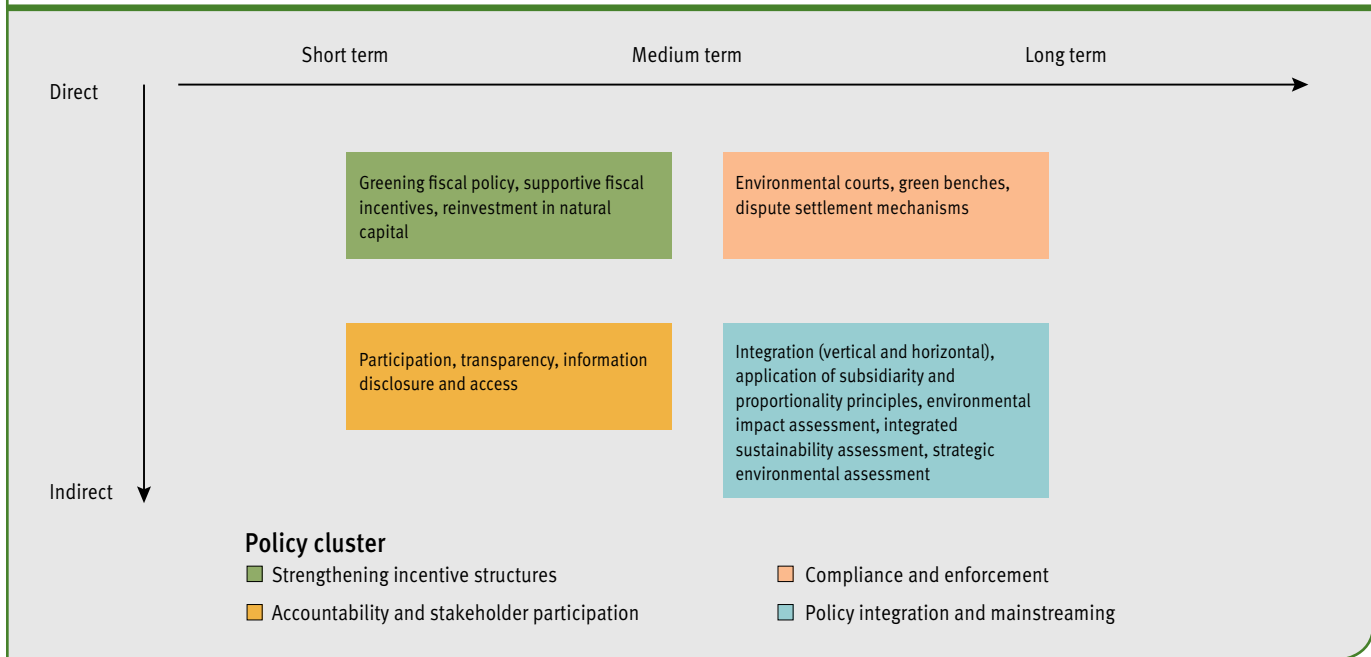 Short term
Medium term
Long term
Direct
Greening fiscal policy, supportive fiscal
incentives, reinvestment in natural
capital
Environmental courts, green benches,
dispute settlement mechanisms
Participation, transparency, information
disclosure and access
Integration (vertical and horizontal),
application of subsidiarity and
proportionality principles, environmental
impact assessment, integrated
sustainability assessment, strategic
environmental assessment
Indirect
Policy cluster
Strengthening incentive structures
Compliance and enforcement
Accountability and stakeholder participation
Policy integration and mainstreaming